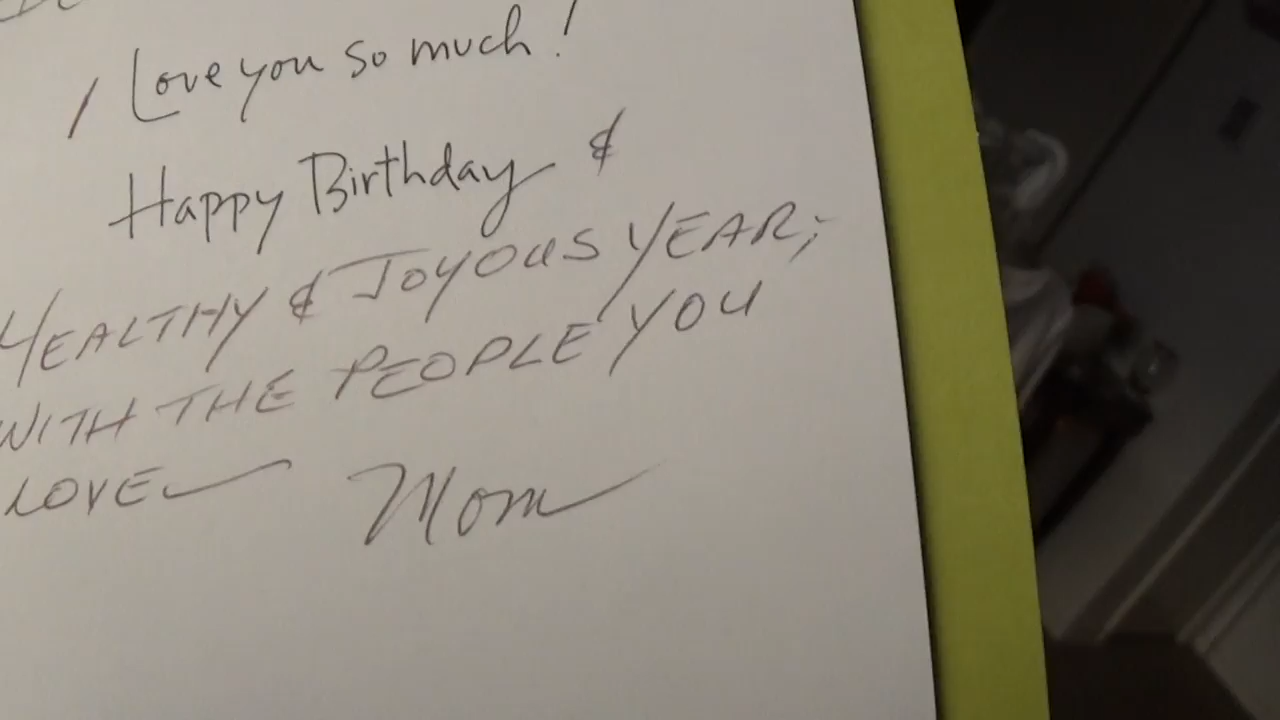 I Love you so much!
Happy Birthday &
HEALTHY & JOYOUS YEAR;
WITH THE PEOPLE YOU
LOVE Mom